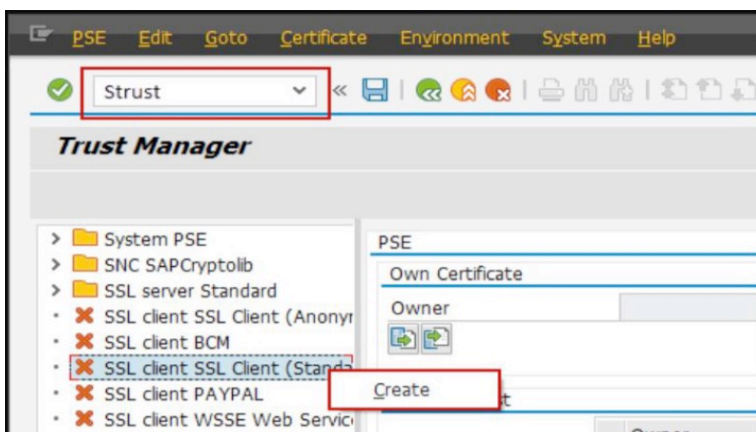 PSE Edit Goto Certificate Environment System Help
Strust
Trust Manager
System PSE
SNC SAPCryptolib
SSL server Standard
SSL client SSL Client (Anonyr
SSL client BCM
SSL client SSL Client (Standa
SSL client PAYPAL
SSL client WSSE Web Servic
PSE
Own Certificate
Owner
Create